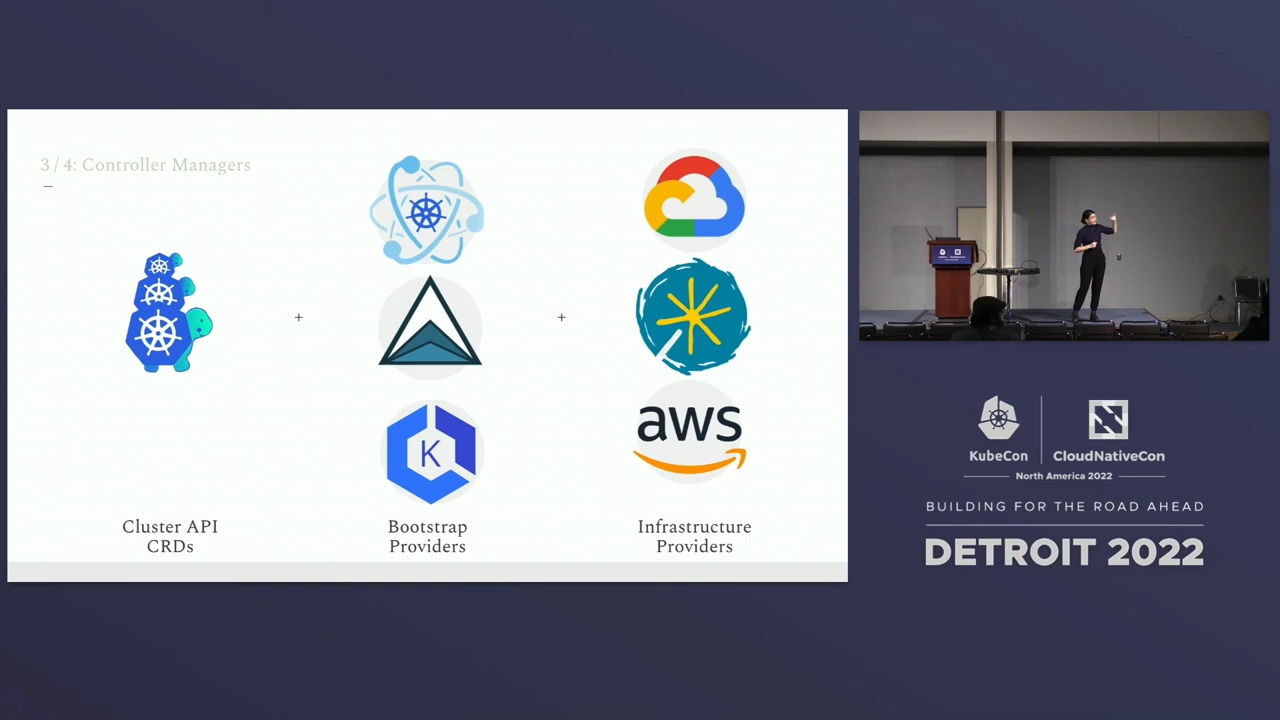 3 / 4: Controller Managers
–
+
+
K
aws
Cluster API
CRDs
Bootstrap
Providers
Infrastructure
Providers
KubeCon
CloudNativeCon
North America 2022
BUILDING FOR THE ROAD AHEAD
DETROIT 2022